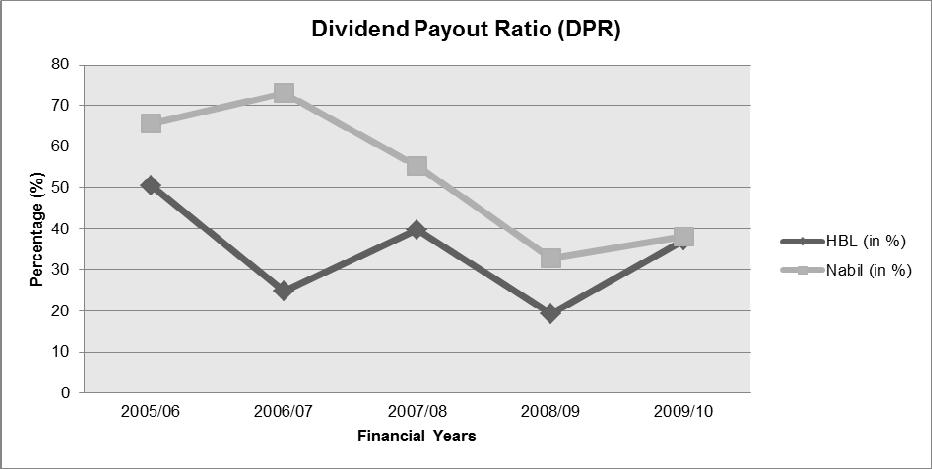 Dividend Payout Ratio (DPR)
80
70
60
50
40
30
20
10
0
Percentage (%)
2005/06 2006/07 2007/08 2008/09 2009/10
Financial Years
HBL (in %)
Nabil (in %)